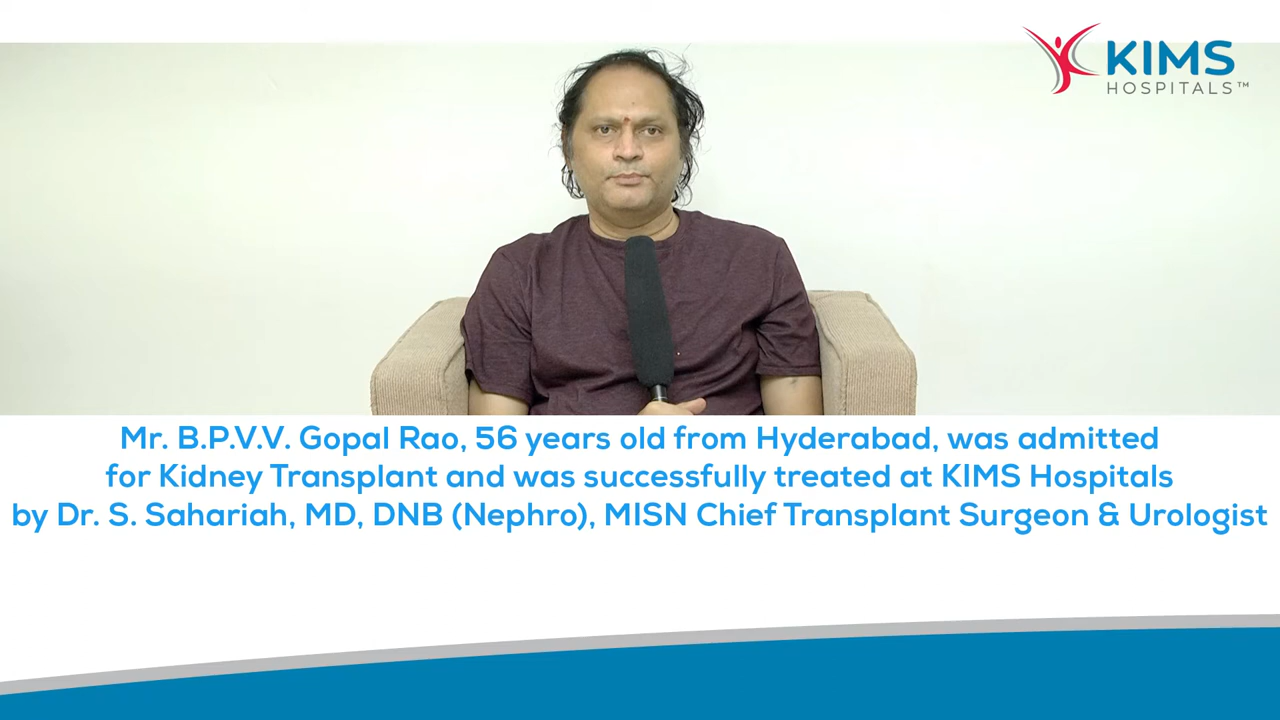 KIMS
HOSPITALS™
Mr. B.P.V.V. Gopal Rao, 56 years old from Hyderabad, was admitted
for Kidney Transplant and was successfully treated at KIMS Hospitals
by Dr. S. Sahariah, MD, DNB (Nephro), MISN Chief Transplant Surgeon & Urologist